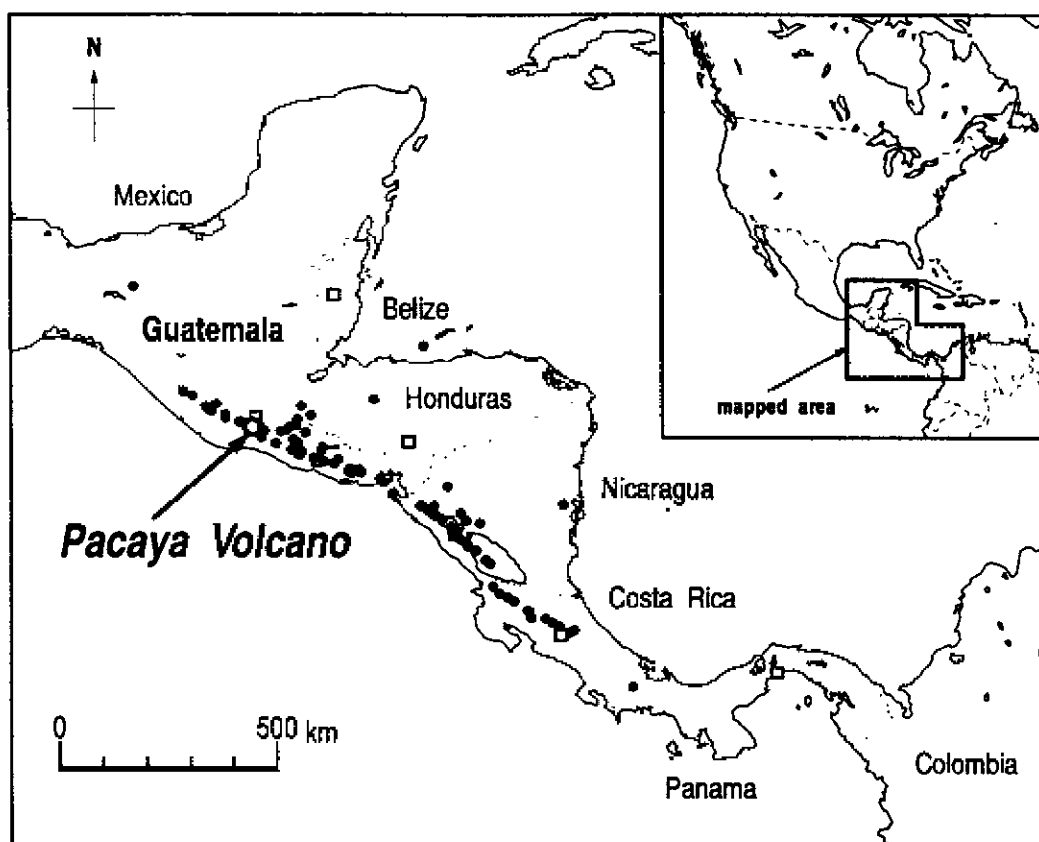 N
Mexico
Belize
Guatemala
Honduras
mapped area
Nicaragua
Pacaya Volcano
Costa Rica
0 500 km
Colombia
Panama